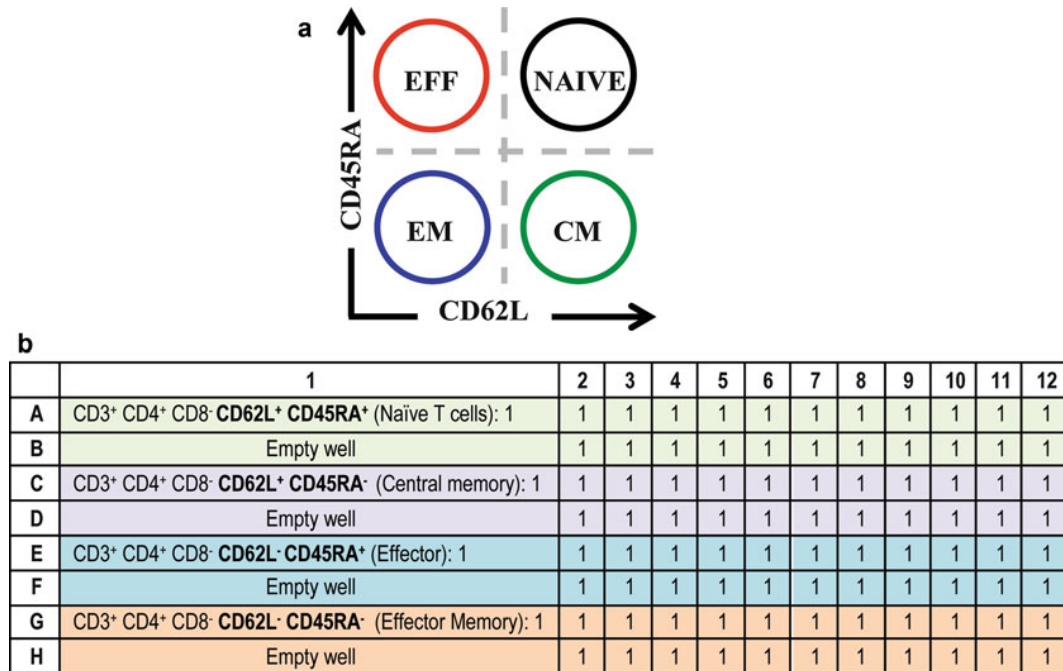 a
EFF NAIVE
CD45RA
EM CM
CD62L
b
1 2 3 4 5 6 7 8 9 10 11 12
A CD3⁺ CD4⁺ CD8⁻ CD62L⁺ CD45RA⁺ (Naïve T cells): 1 1 1 1 1 1 1 1 1 1 1 1
B Empty well 1 1 1 1 1 1 1 1 1 1 1
C CD3⁺ CD4⁺ CD8⁻ CD62L⁺ CD45RA⁻ (Central memory): 1 1 1 1 1 1 1 1 1 1 1 1
D Empty well 1 1 1 1 1 1 1 1 1 1 1
E CD3⁺ CD4⁺ CD8⁻ CD62L⁻ CD45RA⁺ (Effector): 1 1 1 1 1 1 1 1 1 1 1 1
F Empty well 1 1 1 1 1 1 1 1 1 1 1
G CD3⁺ CD4⁺ CD8⁻ CD62L⁻ CD45RA⁻ (Effector Memory): 1 1 1 1 1 1 1 1 1 1 1 1
H Empty well 1 1 1 1 1 1 1 1 1 1 1